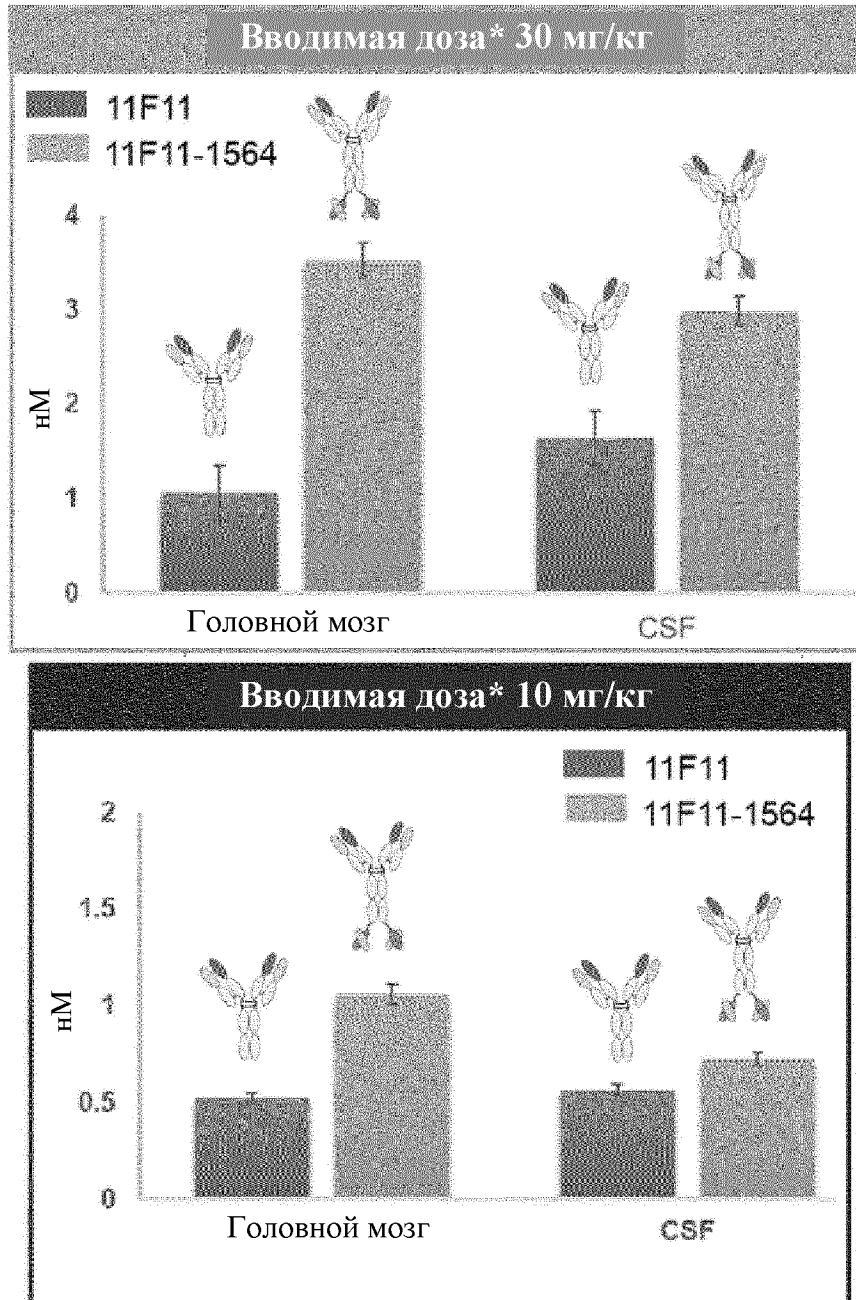 Вводимая доза* 30 мг/кг
11F11
11F11-1564
4
3
2
1
0
нМ
Головной мозг
CSF
Вводимая доза* 10 мг/кг
11F11
11F11-1564
2
1.5
1
0.5
0
нМ
Головной мозг
CSF